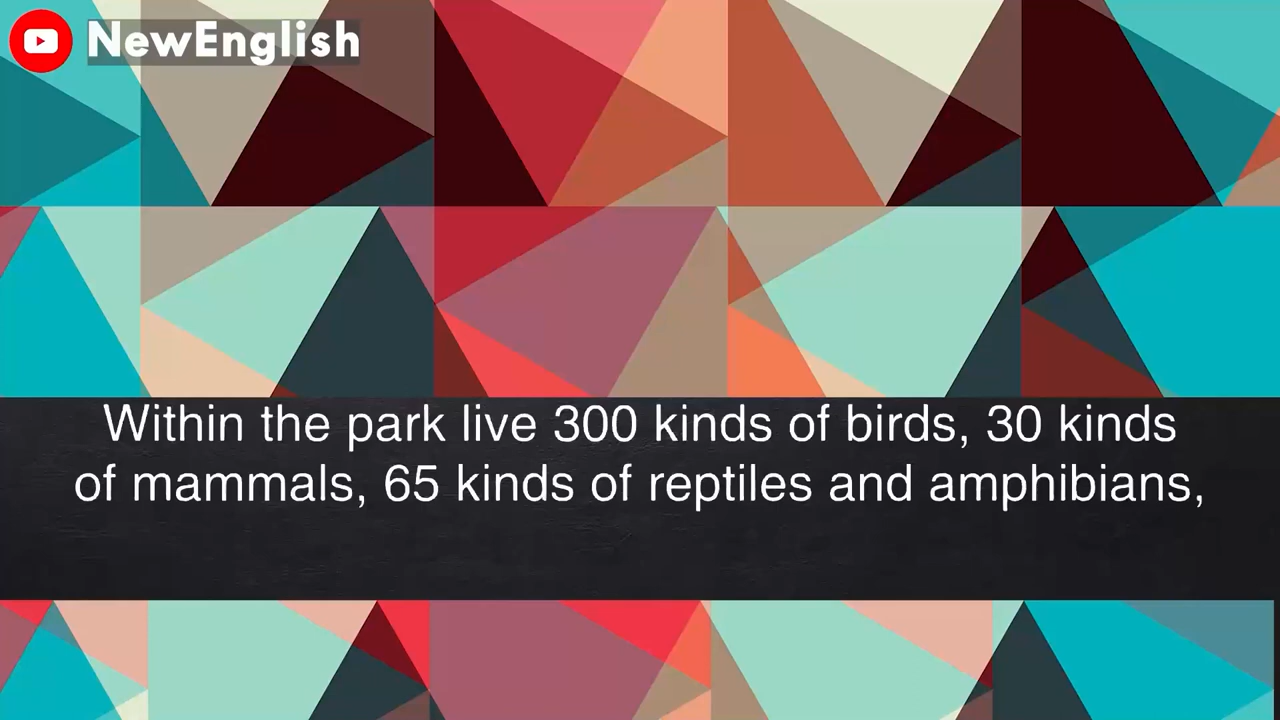 NewEnglish
Within the park live 300 kinds of birds, 30 kinds
of mammals, 65 kinds of reptiles and amphibians,